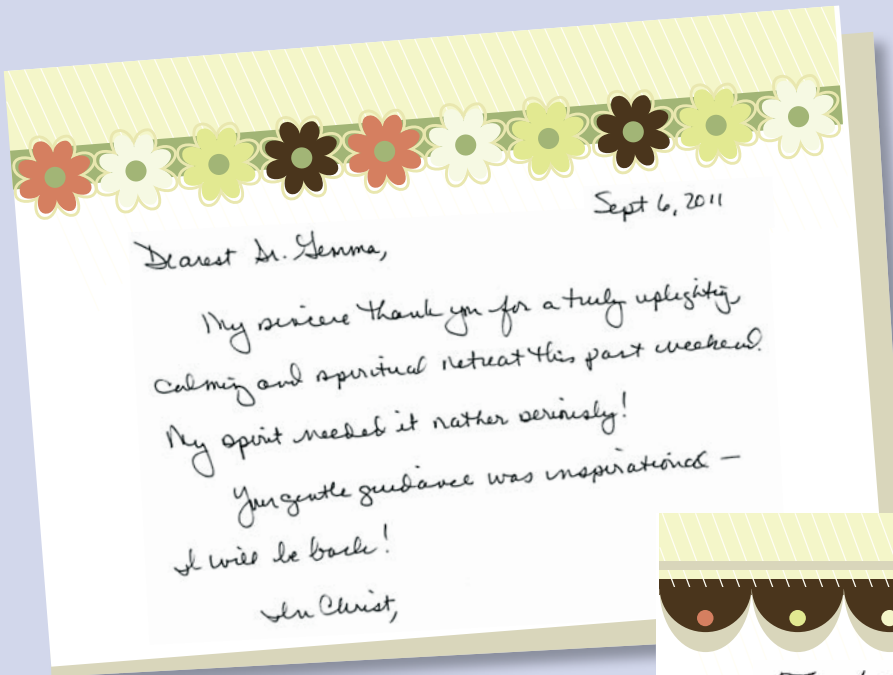 Sept 6, 2011
Dearest Sr. Gemma,
My sincere thank you for a truly uplighting,
calming and spiritual retreat this past weekend.
My spirit needed it rather seriously!
Your gentle guidance was inspirational –
I will be back!
In Christ,